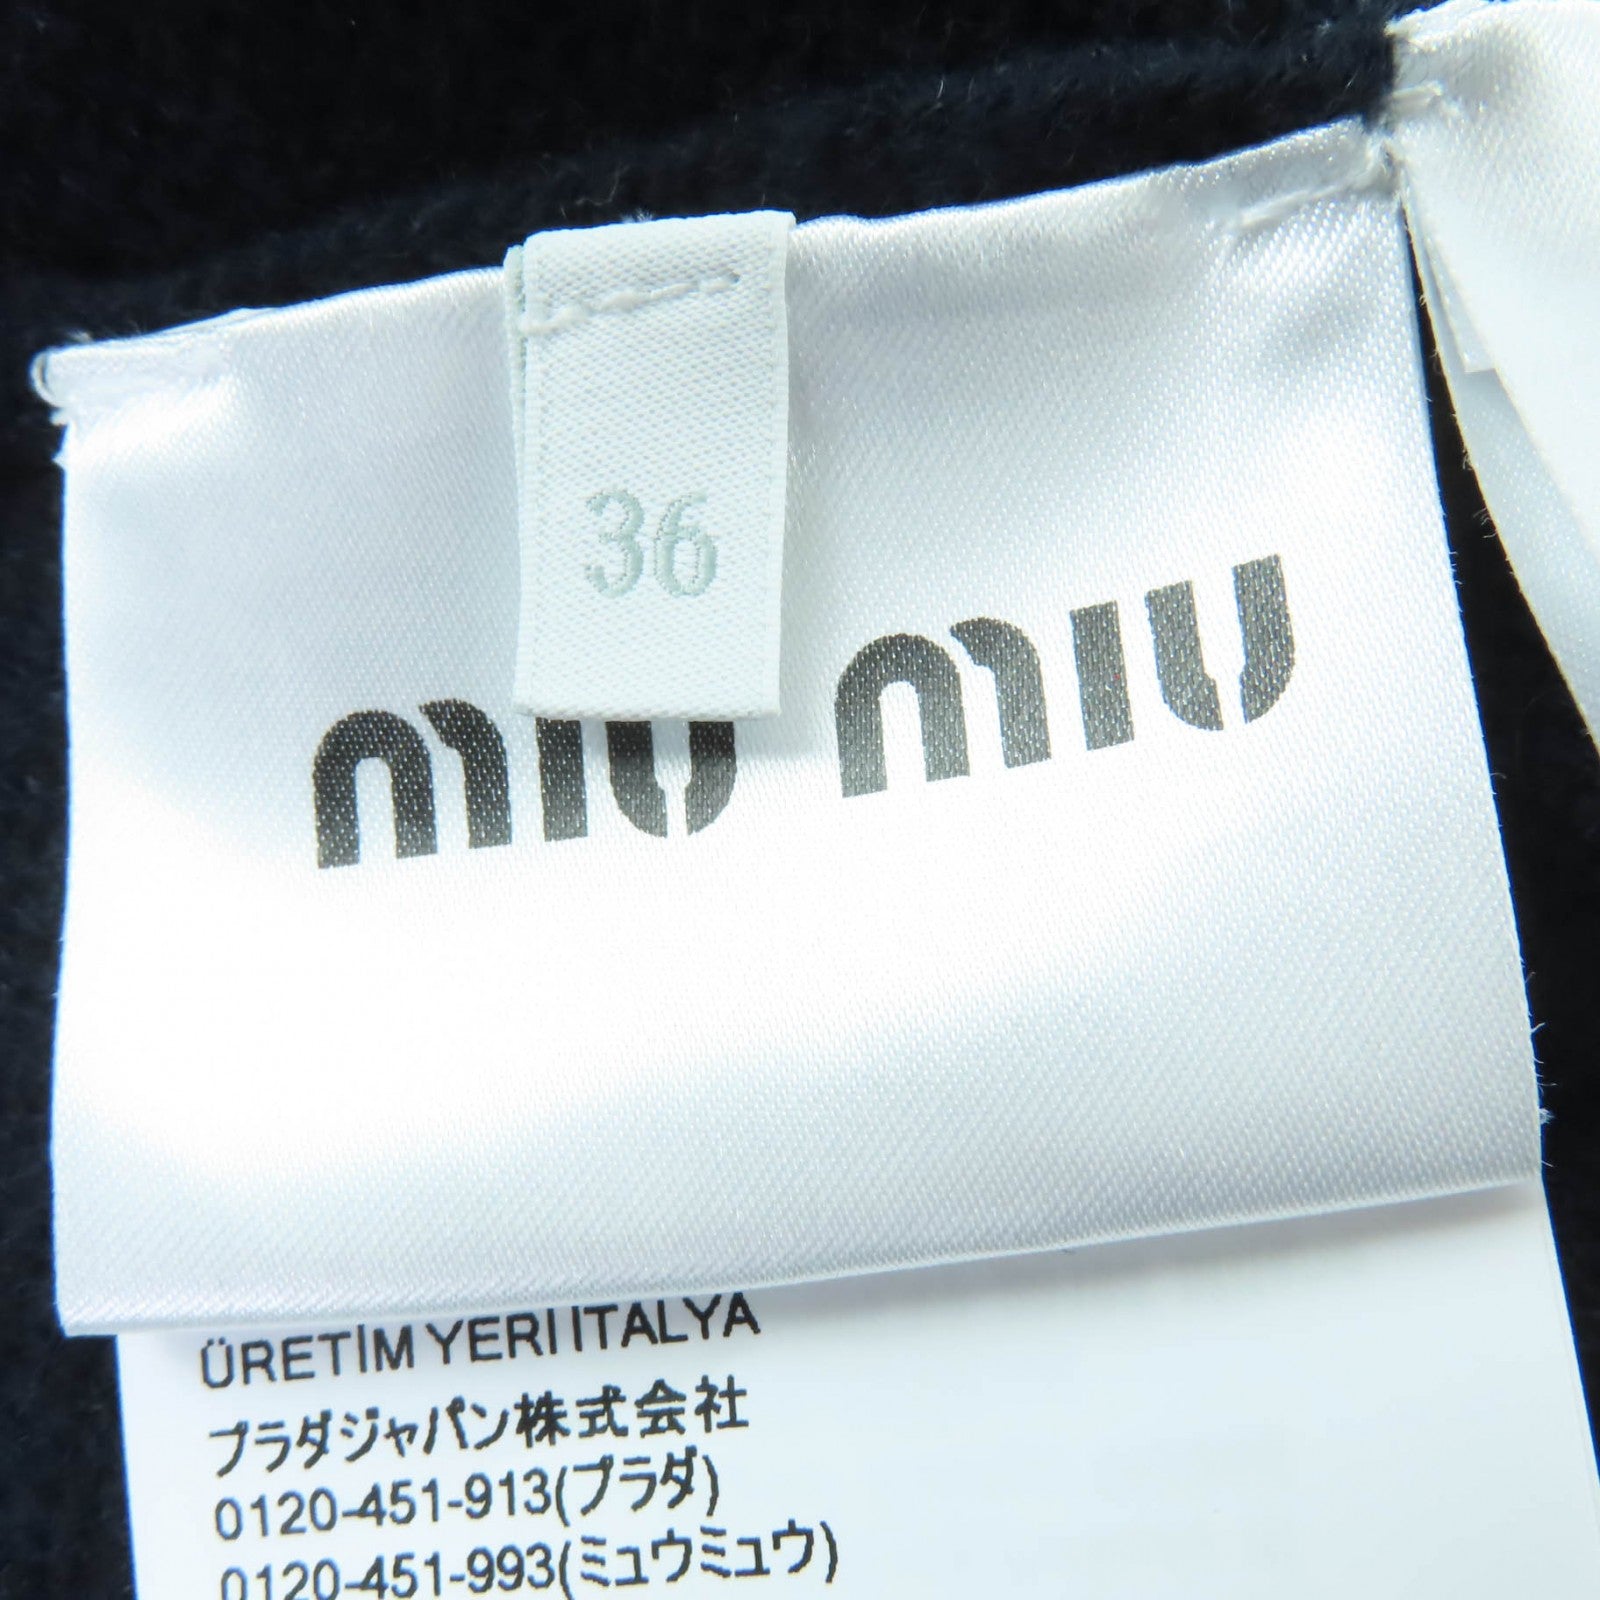 36
miu miu
ÜRETİM YERI İTALYA
プラダジャパン株式会社
0120-451-913(プラダ)
0120-451-993(ミュウミュウ)